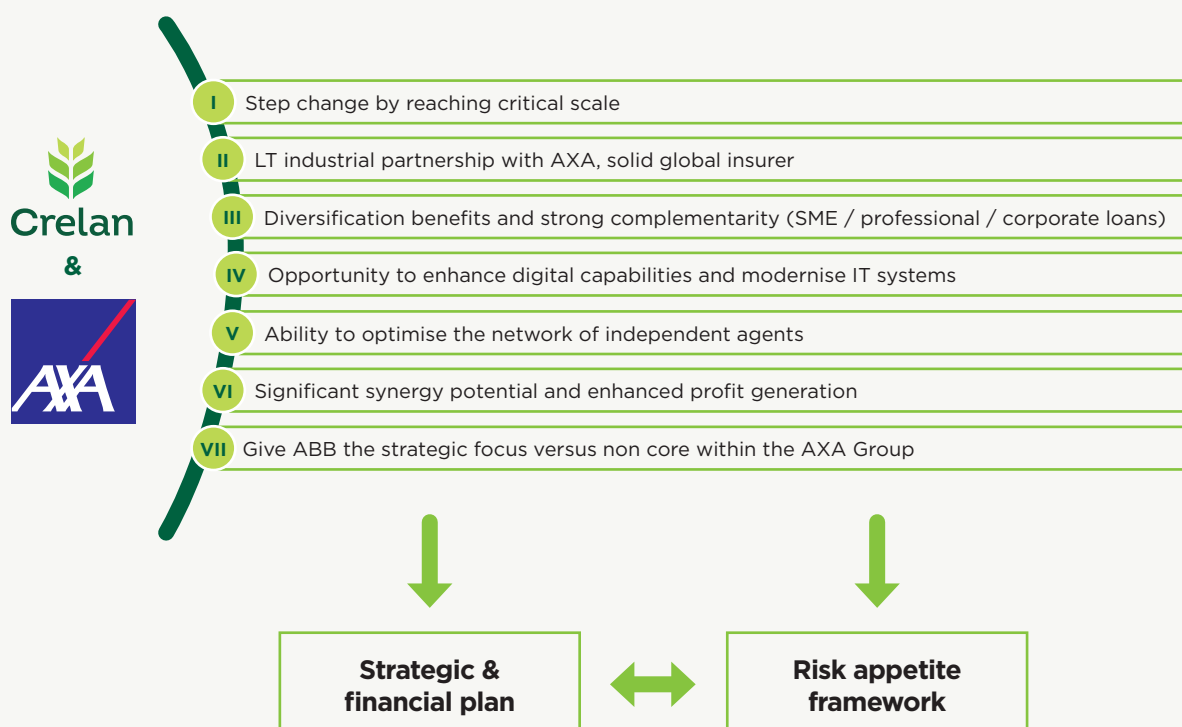 Crelan
&
AXA
I Step change by reaching critical scale
II LT industrial partnership with AXA, solid global insurer
III Diversification benefits and strong complementarity (SME / professional / corporate loans)
IV Opportunity to enhance digital capabilities and modernise IT systems
V Ability to optimise the network of independent agents
VI Significant synergy potential and enhanced profit generation
VII Give ABB the strategic focus versus non core within the AXA Group
Strategic &
financial plan
Risk appetite
framework